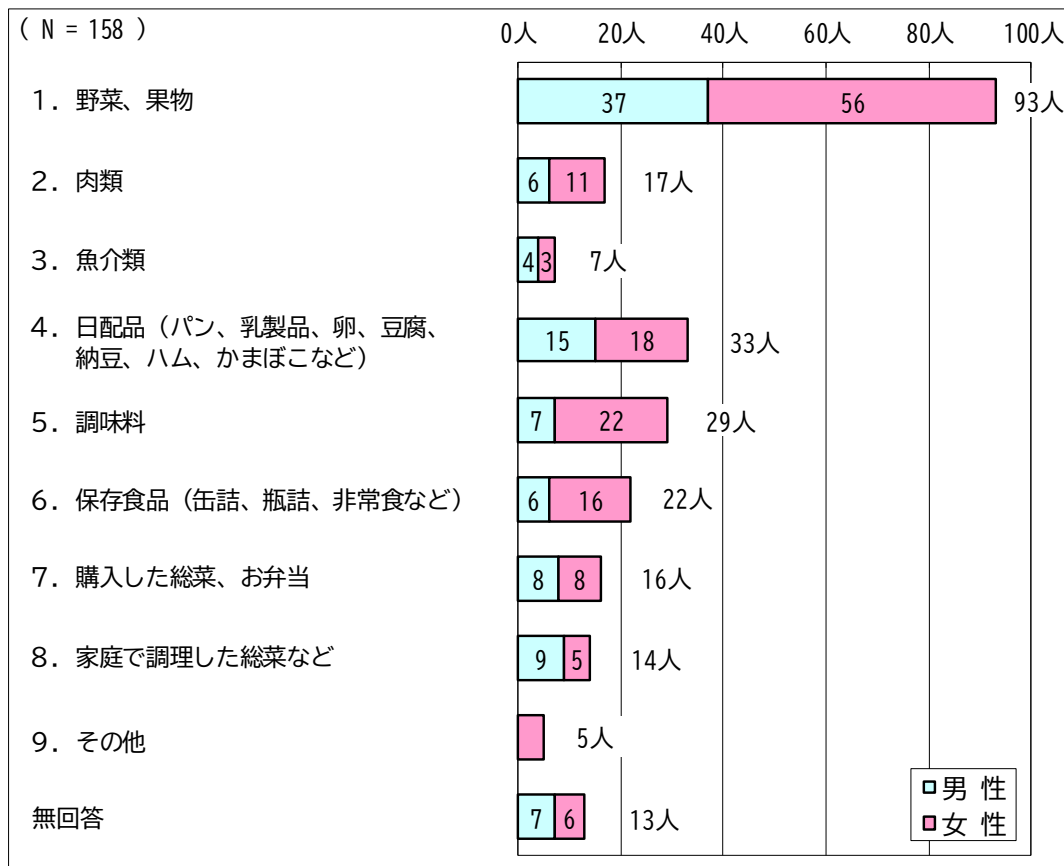 ( N = 158 )
0人 20人 40人 60人 80人 100人
1. 野菜、果物 37 56 93人
2. 肉類 6 11 17人
3. 魚介類 4 3 7人
4. 日配品（パン、乳製品、卵、豆腐、
納豆、ハム、かまぼこなど） 15 18 33人
5. 調味料 7 22 29人
6. 保存食品（缶詰、瓶詰、非常食など） 6 16 22人
7. 購入した総菜、お弁当 8 8 16人
8. 家庭で調理した総菜など 9 5 14人
9. その他 5人
無回答 7 6 13人
男 性
女 性